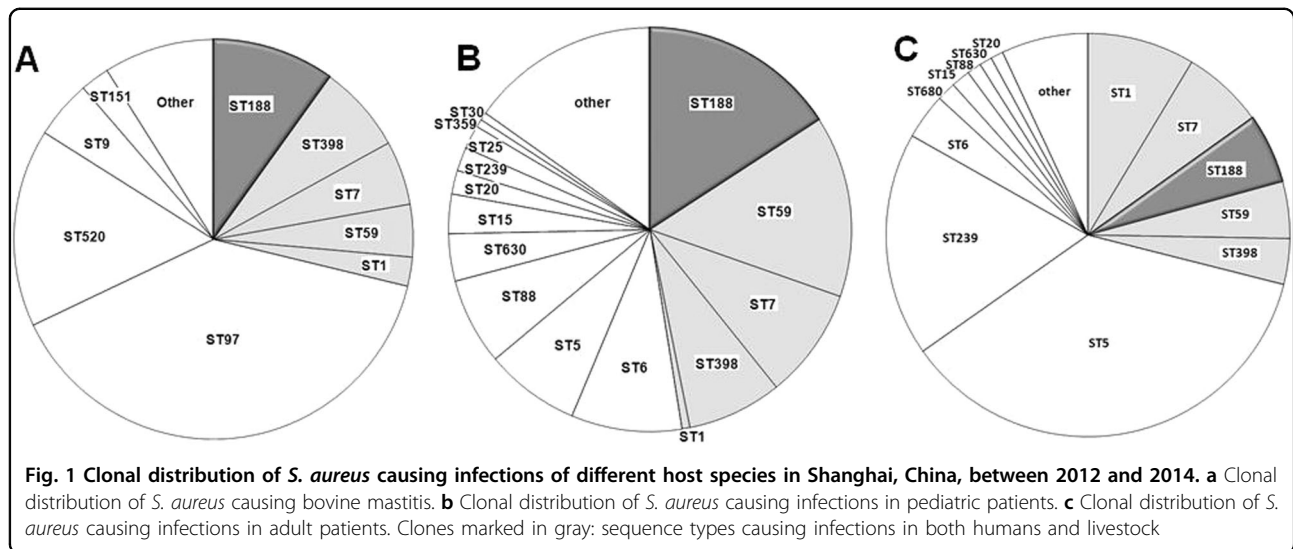 A
ST188
ST398
ST7
ST59
ST1
ST97
ST520
ST9
ST151
Other
B
ST188
ST59
ST7
ST398
ST1
ST6
ST5
ST88
ST630
ST15
ST20
ST239
ST25
ST359
ST30
other
C
ST1
ST7
ST188
ST59
ST398
ST5
ST239
ST6
ST680
ST15
ST88
ST630
ST20
other
Fig. 1 Clonal distribution of S. aureus causing infections of different host species in Shanghai, China, between 2012 and 2014. a Clonal
distribution of S. aureus causing bovine mastitis. b Clonal distribution of S. aureus causing infections in pediatric patients. c Clonal distribution of S.
aureus causing infections in adult patients. Clones marked in gray: sequence types causing infections in both humans and livestock